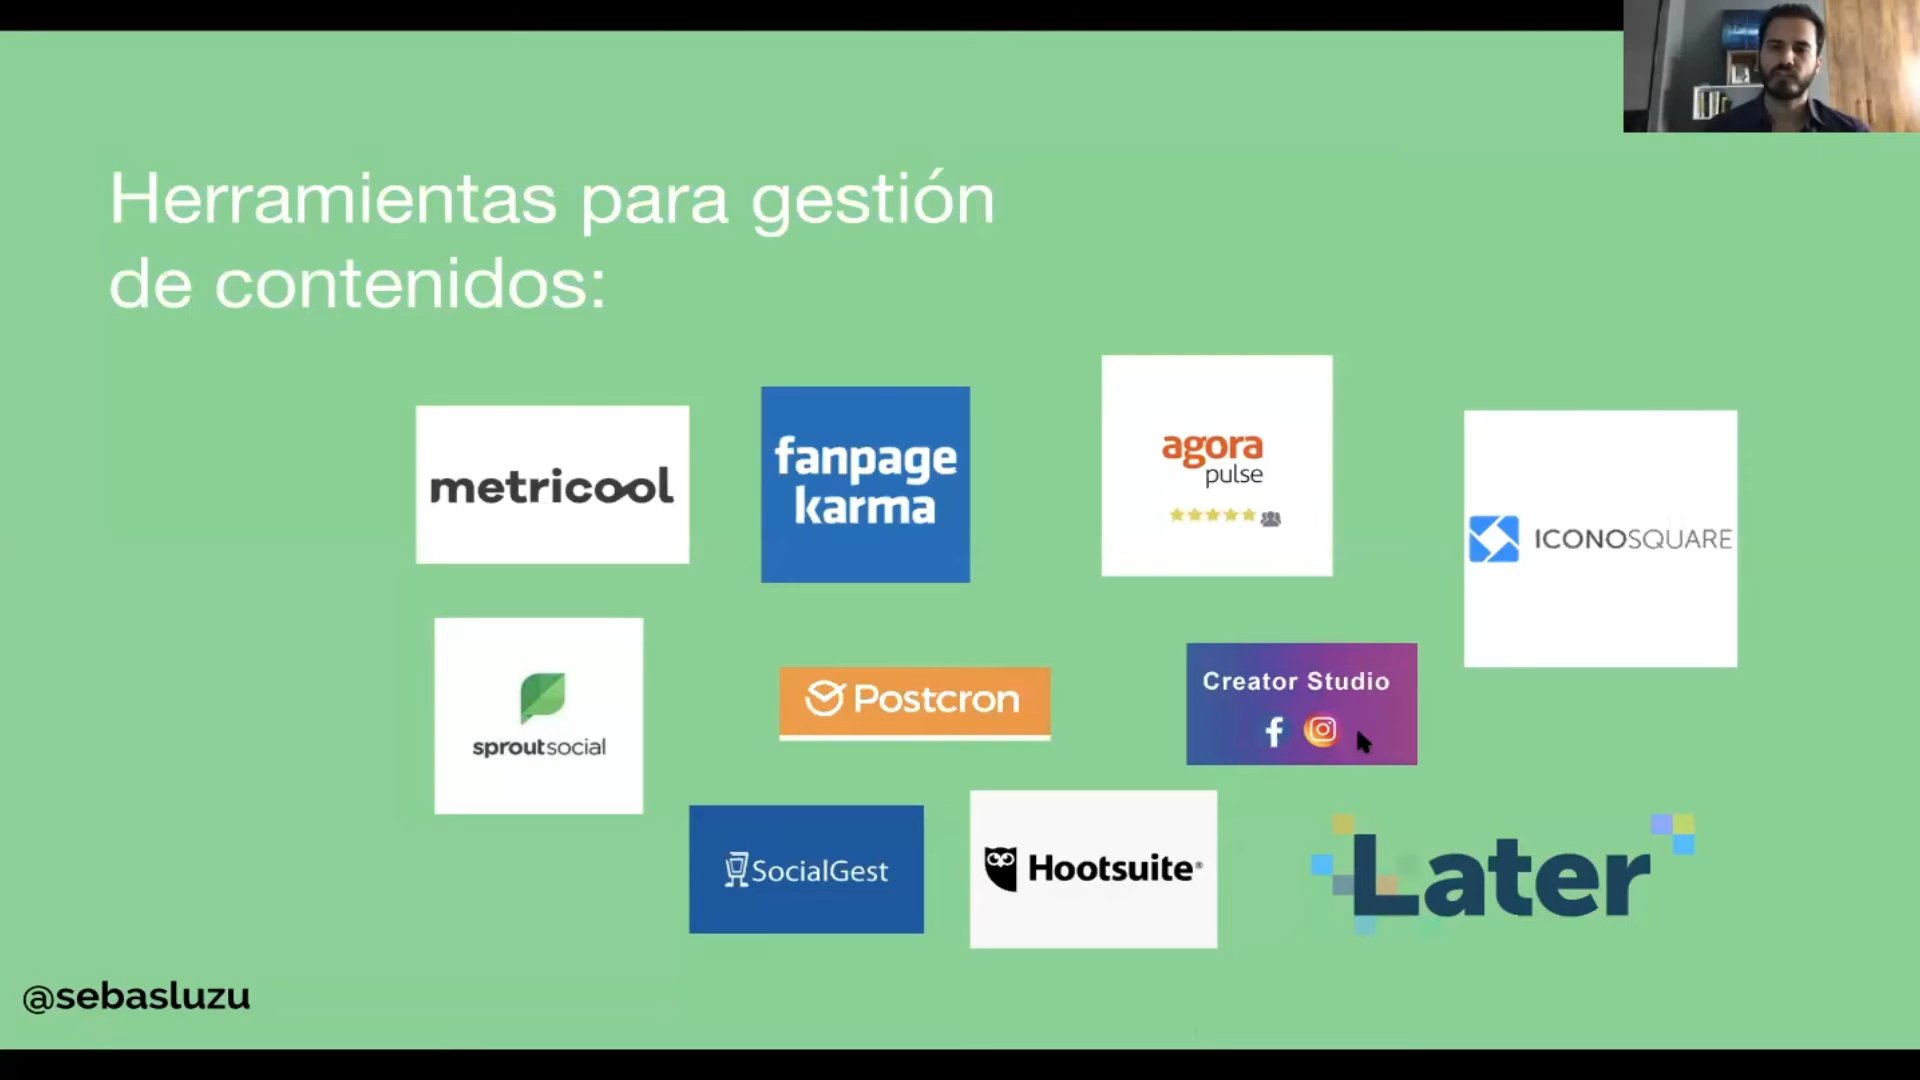 Herramientas para gestión
de contenidos:
metricool
fanpage
karma
agora
pulse
ICONOSQUARE
sproutsocial
Postcron
Creator Studio
SocialGest
Hootsuite®
Later
@sebasluzu